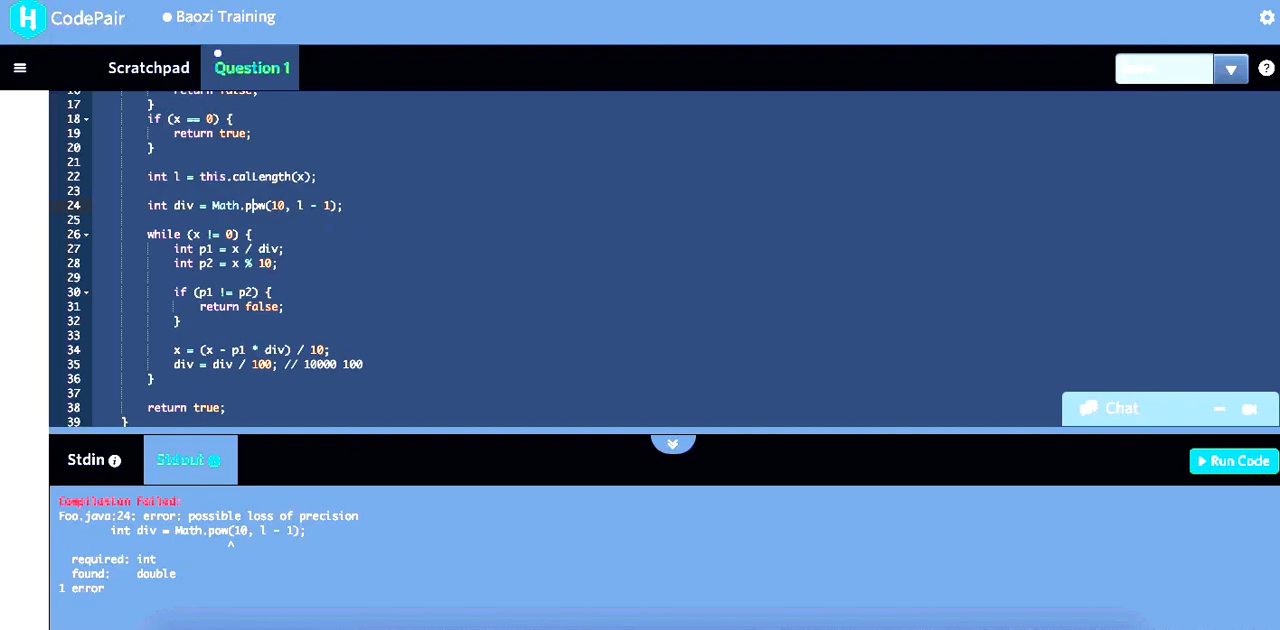 H CodePair Baozi Training
Scratchpad Question 1 ?
return false;
17 }
18 if (x == 0) {
19 return true;
20 }
21
22 int l = this.calLength(x);
23
24 int div = Math.pow(10, l - 1);
25
26 while (x != 0) {
27 int p1 = x / div;
28 int p2 = x % 10;
29
30 if (p1 != p2) {
31 return false;
32 }
33
34 x = (x - p1 * div) / 10;
35 div = div / 100; // 10000 100
36 }
37
38 return true;
39 }
Chat
Stdin i Stdout
Run Code
Compilation Failed:
Foo.java:24: error: possible loss of precision
int div = Math.pow(10, l - 1);
^
required: int
found: double
1 error